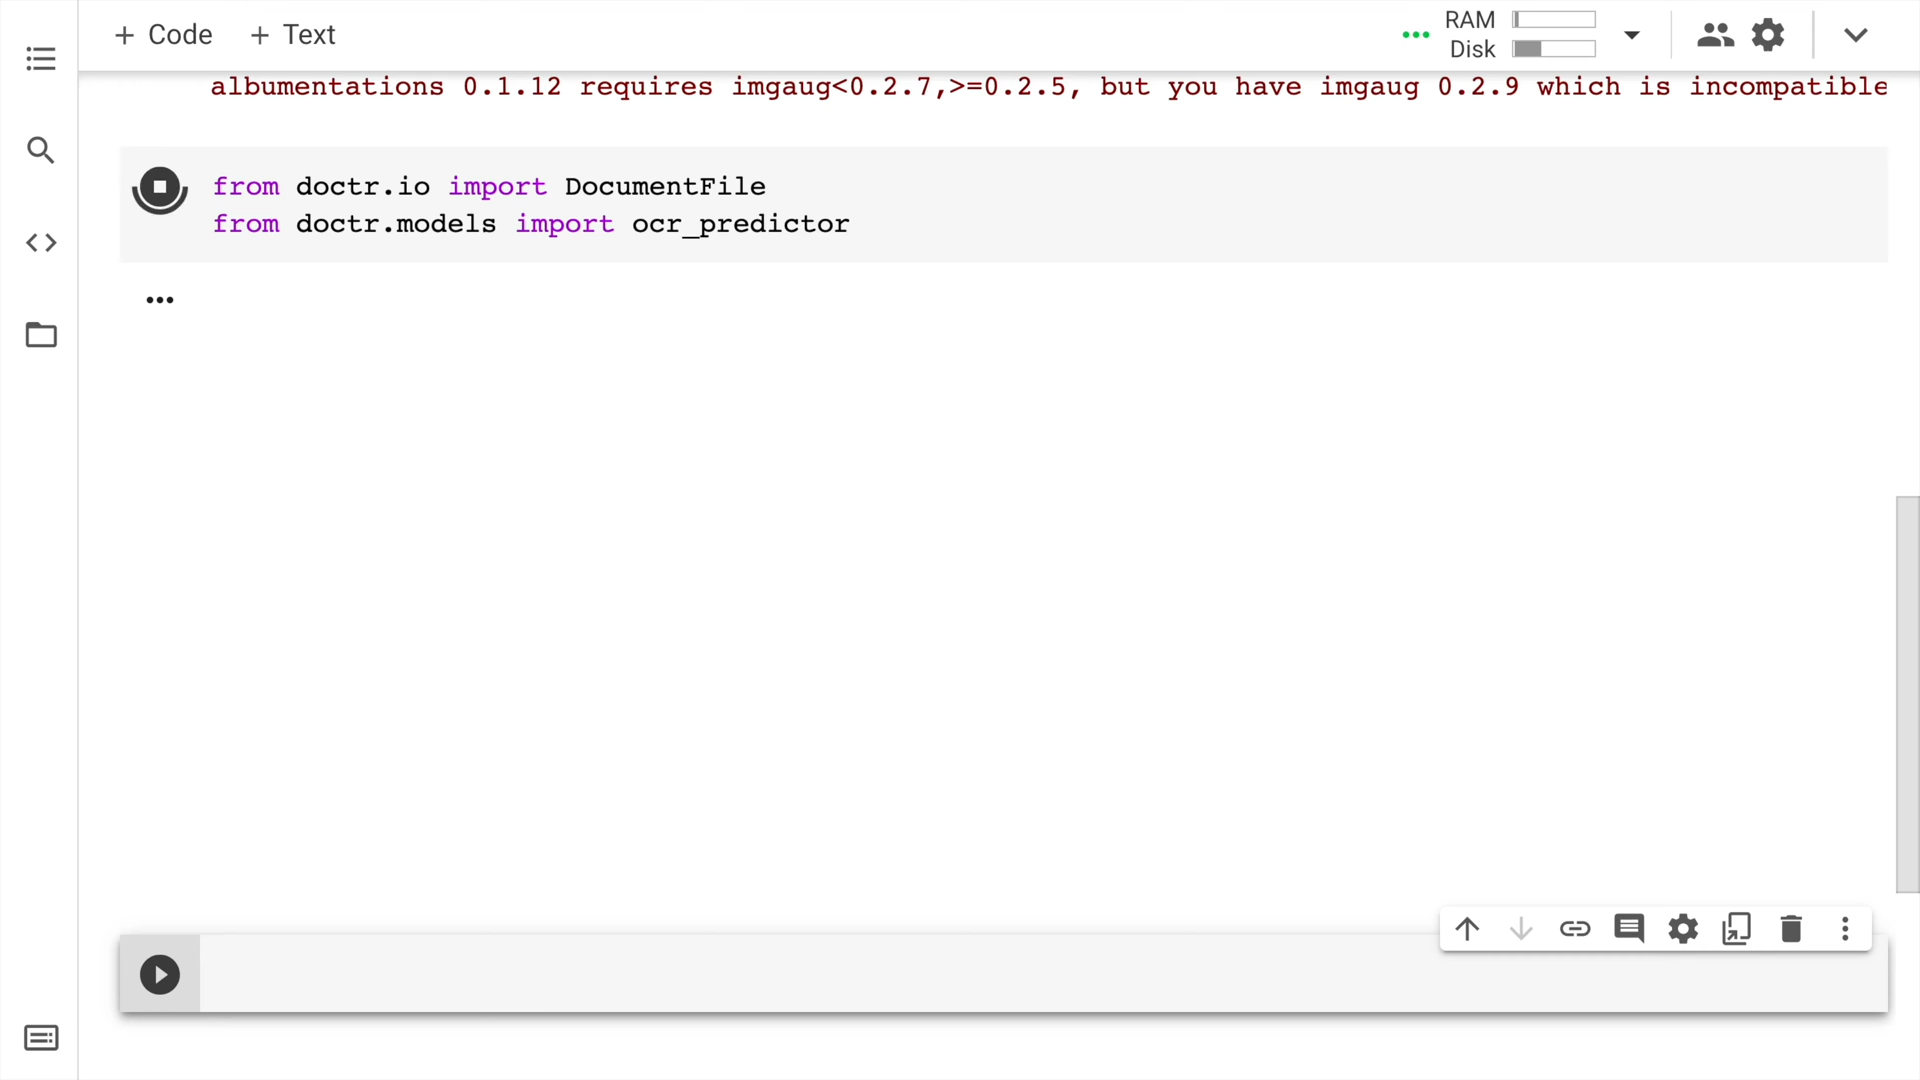 + Code + Text
RAM
Disk
albumentations 0.1.12 requires imgaug<0.2.7,>=0.2.5, but you have imgaug 0.2.9 which is incompatible
from doctr.io import DocumentFile
from doctr.models import ocr_predictor